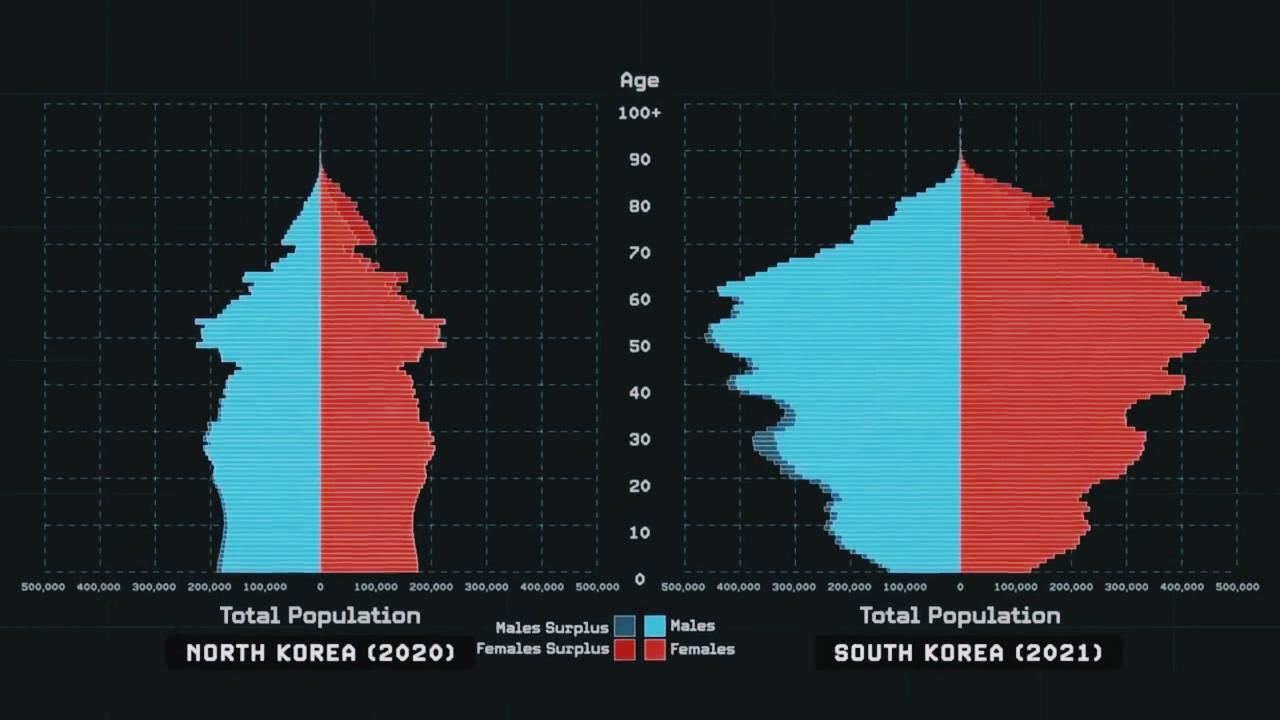 Age
100+
90
80
70
60
50
40
30
20
10
0
500,000 400,000 300,000 200,000 100,000 0 100,000 200,000 300,000 400,000 500,000
500,000 400,000 300,000 200,000 100,000 0 100,000 200,000 300,000 400,000 500,000
Total Population
NORTH KOREA (2020)
Males Surplus
Males
Females Surplus
Females
Total Population
SOUTH KOREA (2021)